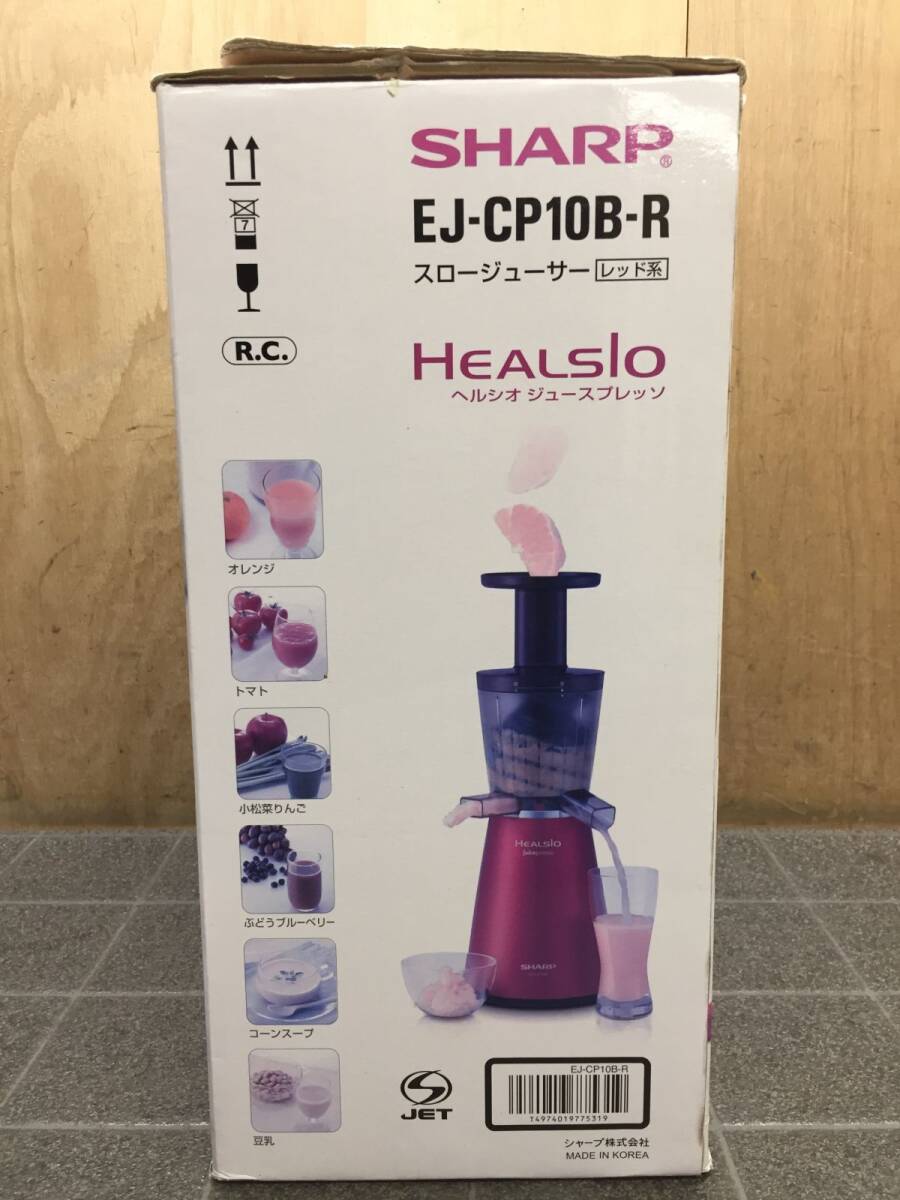 SHARP®
EJ-CP10B-R
スロージューサー レッド系
HEALSIO
ヘルシオ ジュースプレッソ
7
R.C.
オレンジ
トマト
小松菜りんご
ぶどうブルーベリー
コーンスープ
豆乳
HEALSIO
SHARP
S
JET
EJ-CP10B-R
T4974019775319
シャープ株式会社
MADE IN KOREA